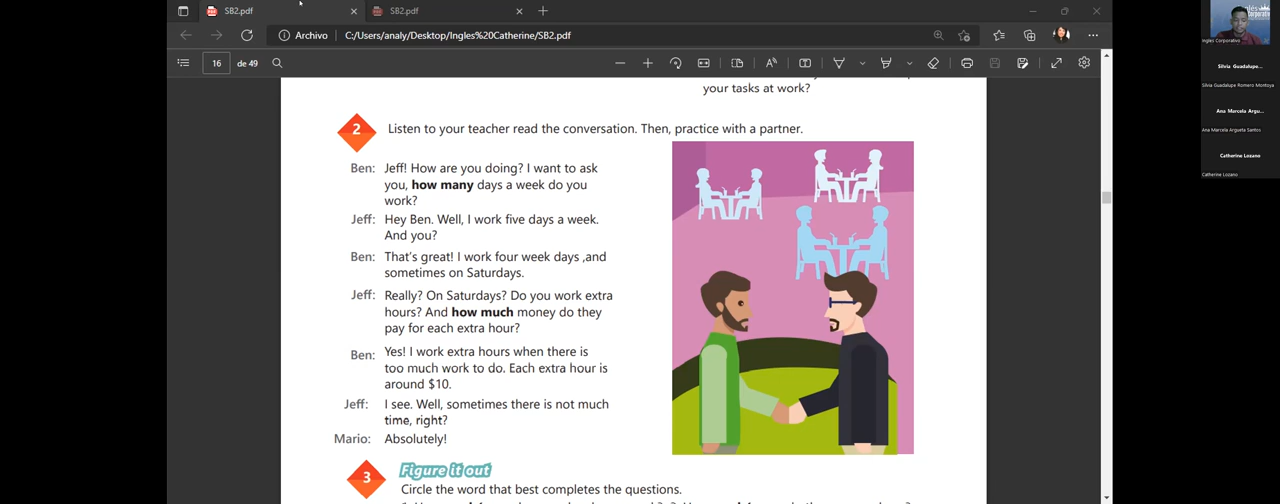 SB2.pdf
SB2.pdf
Archivo C:/Users/analy/Desktop/Ingles%20Catherine/SB2.pdf
16 de 49
your tasks at work?
2 Listen to your teacher read the conversation. Then, practice with a partner.
Ben: Jeff! How are you doing? I want to ask
you, how many days a week do you
work?
Jeff: Hey Ben. Well, I work five days a week.
And you?
Ben: That's great! I work four week days ,and
sometimes on Saturdays.
Jeff: Really? On Saturdays? Do you work extra
hours? And how much money do they
pay for each extra hour?
Ben: Yes! I work extra hours when there is
too much work to do. Each extra hour is
around $10.
Jeff: I see. Well, sometimes there is not much
time, right?
Mario: Absolutely!
3 Figure it out
Circle the word that best completes the questions.
Inglés Corporativo
Silvia Guadalupe...
Silvia Guadalupe Romero Montoya
Ana Marcela Argu...
Ana Marcela Argueta Santos
Catherine Lozano
Catherine Lozano